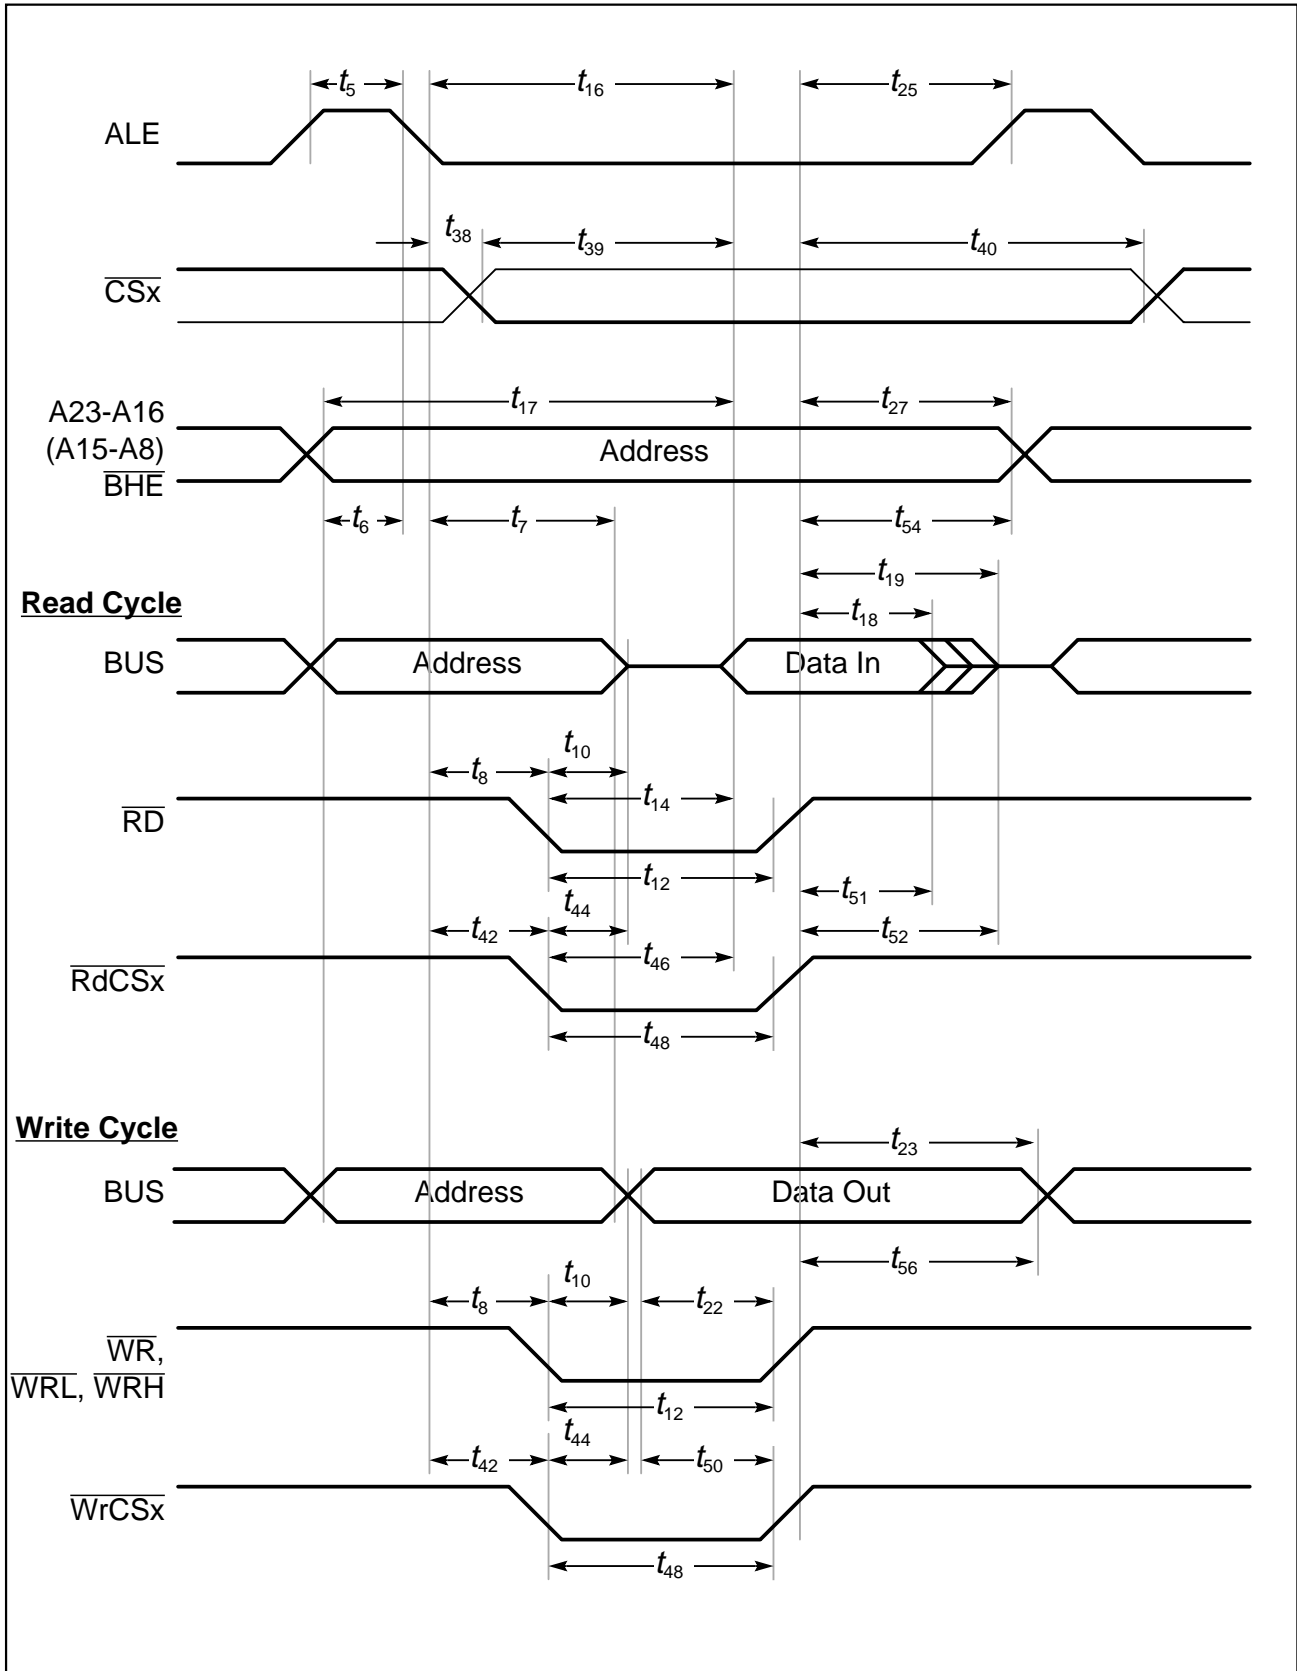 t5 t16 t25
ALE
t38 t39 t40
CSx
t17 t27
A23-A16
(A15-A8)
BHE
Address
t6 t7 t54
t19
Read Cycle
t18
BUS Address Data In
t10
t8
t14
RD
t12 t51
t44
t42 t52
t46
RdCSx
t48
Write Cycle
t23
BUS Address Data Out
t56
t10
t8 t22
WR,
WRL, WRH
t12
t44
t42 t50
WrCSx
t48